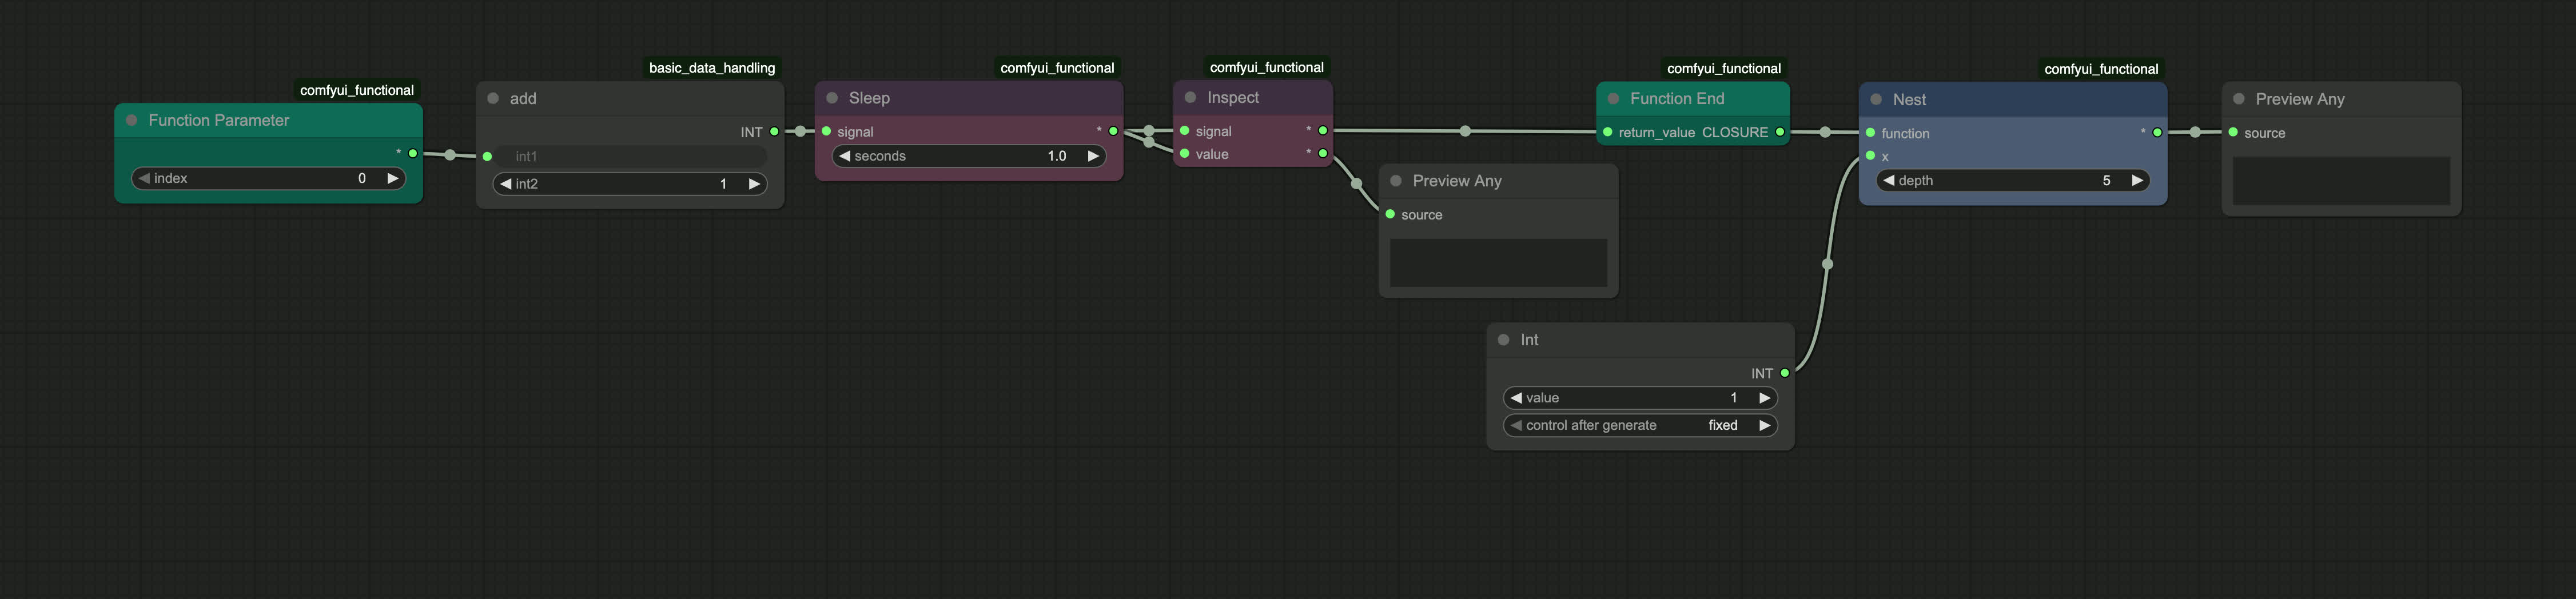 comfyui_functional
Function Parameter
*
index 0
basic_data_handling
add
INT
int1
int2 1
comfyui_functional
Sleep
signal *
seconds 1.0
comfyui_functional
Inspect
signal *
value *
Preview Any
source
comfyui_functional
Function End
return_value CLOSURE
Int
INT
value 1
control after generate fixed
comfyui_functional
Nest
function *
x
depth 5
Preview Any
source